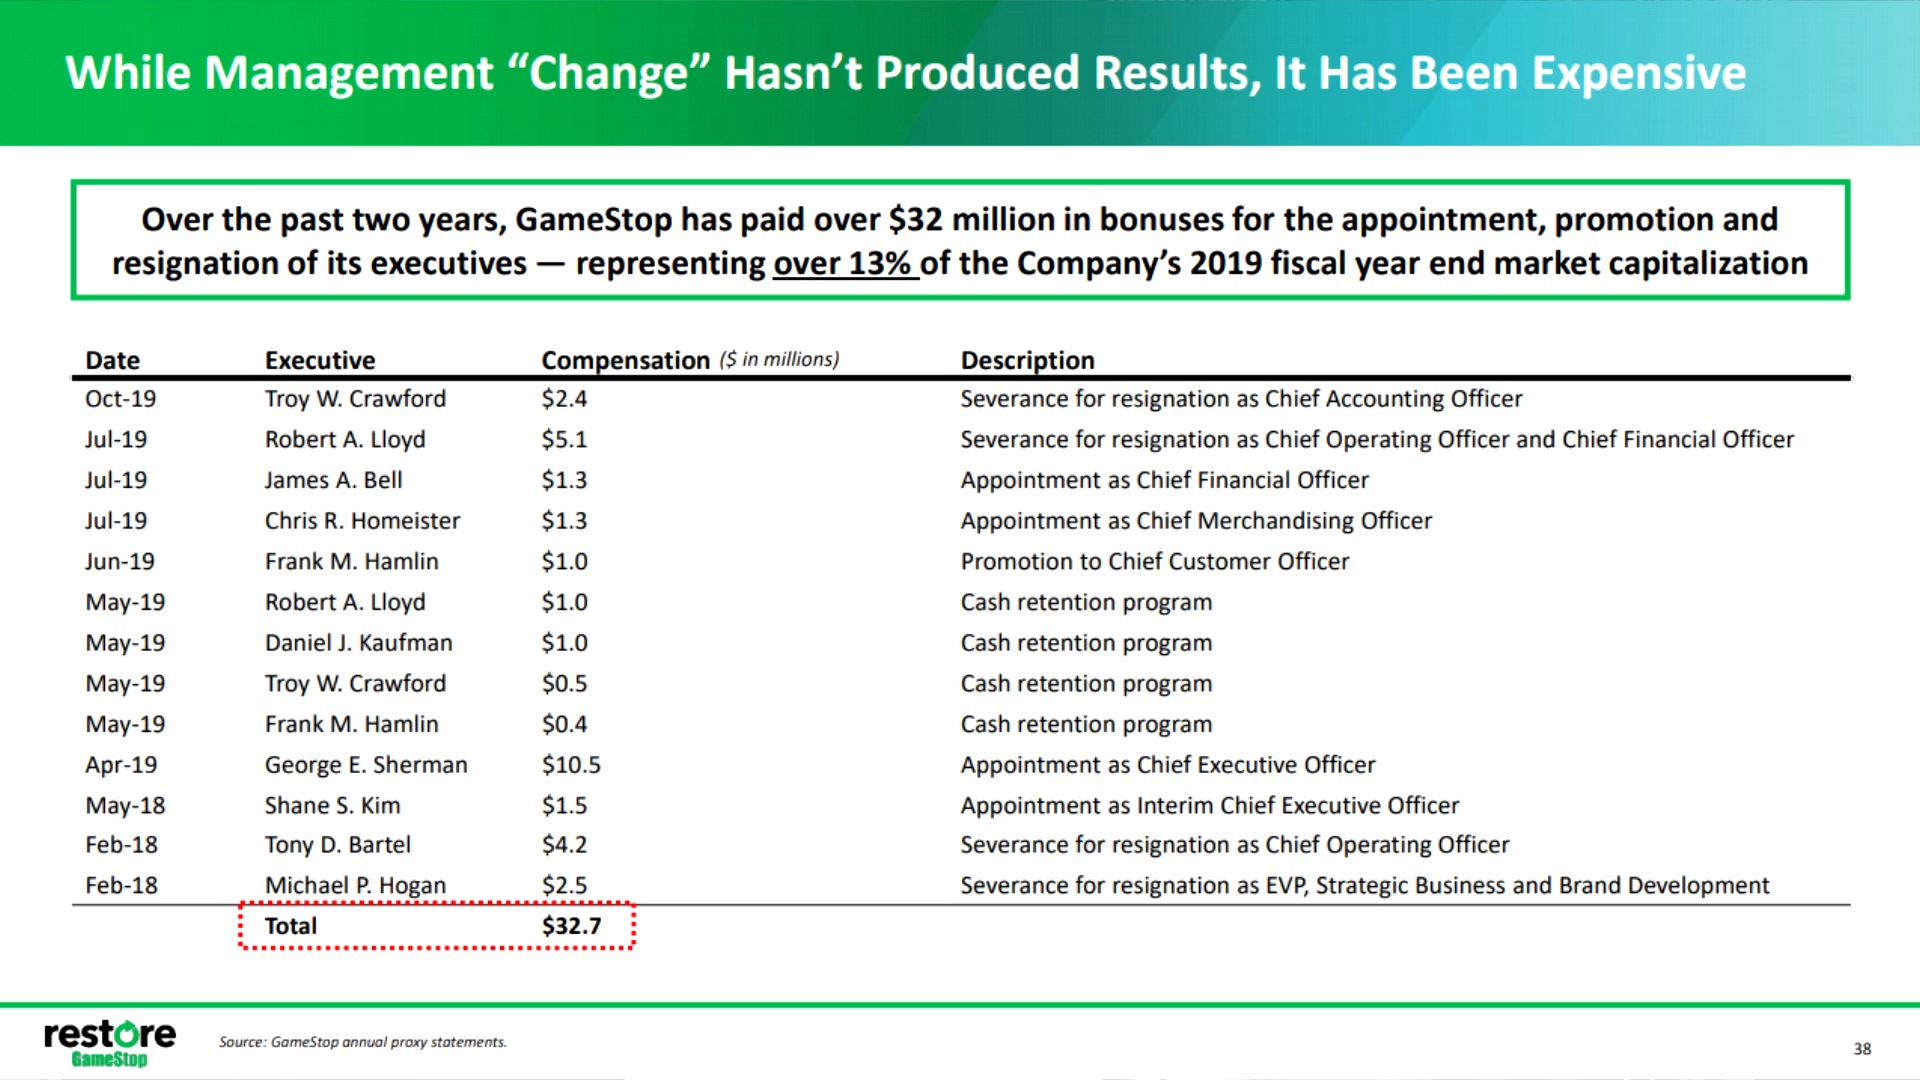 While Management “Change” Hasn’t Produced Results, It Has Been Expensive
Over the past two years, GameStop has paid over $32 million in bonuses for the appointment, promotion and
resignation of its executives — representing over 13% of the Company’s 2019 fiscal year end market capitalization
Date Executive Compensation ($ in millions) Description
Oct-19 Troy W. Crawford $2.4 Severance for resignation as Chief Accounting Officer
Jul-19 Robert A. Lloyd $5.1 Severance for resignation as Chief Operating Officer and Chief Financial Officer
Jul-19 James A. Bell $1.3 Appointment as Chief Financial Officer
Jul-19 Chris R. Homeister $1.3 Appointment as Chief Merchandising Officer
Jun-19 Frank M. Hamlin $1.0 Promotion to Chief Customer Officer
May-19 Robert A. Lloyd $1.0 Cash retention program
May-19 Daniel J. Kaufman $1.0 Cash retention program
May-19 Troy W. Crawford $0.5 Cash retention program
May-19 Frank M. Hamlin $0.4 Cash retention program
Apr-19 George E. Sherman $10.5 Appointment as Chief Executive Officer
May-18 Shane S. Kim $1.5 Appointment as Interim Chief Executive Officer
Feb-18 Tony D. Bartel $4.2 Severance for resignation as Chief Operating Officer
Feb-18 Michael P. Hogan $2.5 Severance for resignation as EVP, Strategic Business and Brand Development
Total $32.7
restore
GameStop
Source: GameStop annual proxy statements.
38